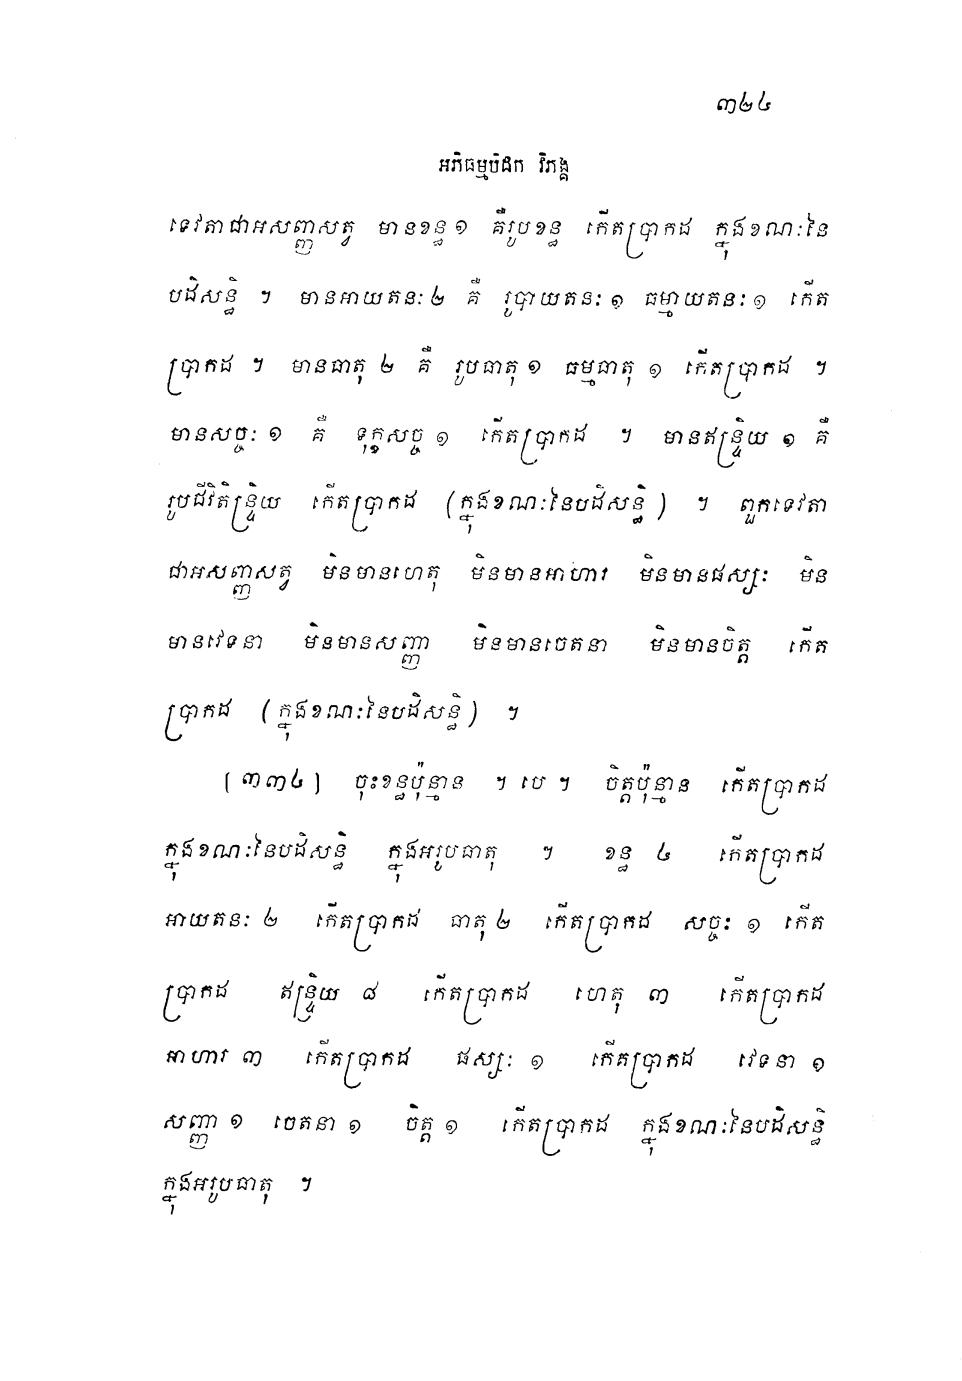 ៣២៤
អភិធម្មបិដក វិភង្គ
ទេវតាជាអសញ្ញសត្វ មានខន្ធ ១ គឺរូបខន្ធ កើតប្រាកដ ក្នុងខណៈនៃ
បដិសន្ធិ ។ មានអាយតនៈ ២ គឺ រូបាយតនៈ ១ ធម្មាយតនៈ ១ កើត
ប្រាកដ ។ មានធាតុ ២ គឺ រូបធាតុ ១ ធម្មធាតុ ១ កើតប្រាកដ ។
មានសច្ចៈ ១ គឺ ទុក្ខសច្ច ១ កើតប្រាកដ ។ មានឥន្ទ្រិយ ១ គឺ
រូបជីវិតិន្ទ្រិយ កើតប្រាកដ (ក្នុងខណៈនៃបដិសន្ធិ) ។ ពួកទេវតា
ជាអសញ្ញសត្វ មិនមានហេតុ មិនមានអាហារ មិនមានផស្សៈ មិន
មានវេទនា មិនមានសញ្ញា មិនមានចេតនា មិនមានចិត្ត កើត
ប្រាកដ (ក្នុងខណៈនៃបដិសន្ធិ) ។
[៣៣៤] ចុះខន្ធប៉ុន្មាន ។ បេ ។ ចិត្តប៉ុន្មាន កើតប្រាកដ
ក្នុងខណៈនៃបដិសន្ធិ ក្នុងអរូបធាតុ ។ ខន្ធ ៤ កើតប្រាកដ
អាយតនៈ ២ កើតប្រាកដ ធាតុ ២ កើតប្រាកដ សច្ចៈ ១ កើត
ប្រាកដ ឥន្ទ្រិយ ៨ កើតប្រាកដ ហេតុ ៣ កើតប្រាកដ
អាហារ ៣ កើតប្រាកដ ផស្សៈ ១ កើតប្រាកដ វេទនា ១
សញ្ញា ១ ចេតនា ១ ចិត្ត ១ កើតប្រាកដ ក្នុងខណៈនៃបដិសន្ធិ
ក្នុងអរូបធាតុ ។